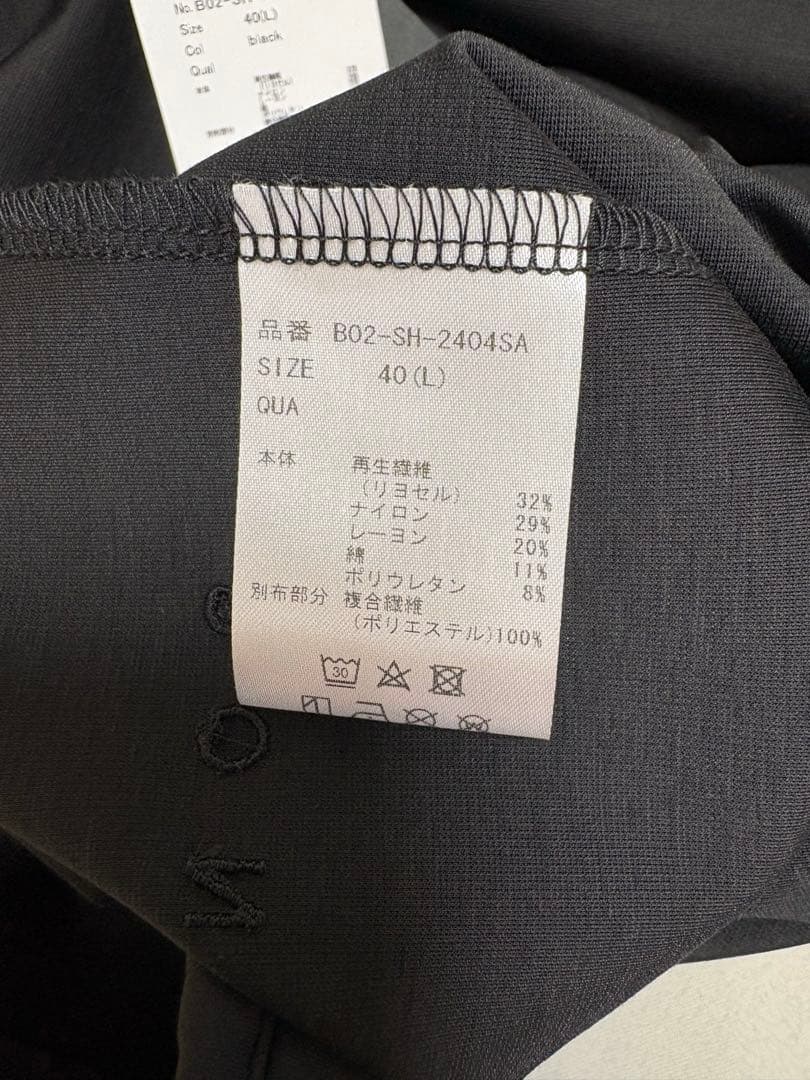 No. B02-SH
Size 40(L)
Col black
Qual
本体
品番 B02-SH-2404SA
SIZE 40(L)
QUA
本体 再生繊維
(リヨセル) 32%
ナイロン 29%
レーヨン 20%
綿 11%
ポリウレタン 8%
別布部分 複合繊維
(ポリエステル)100%
30